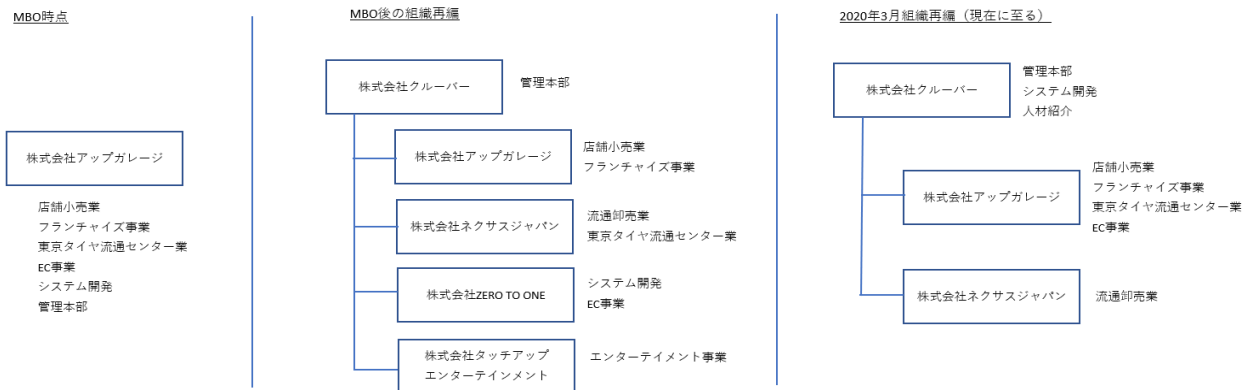 MBO時点
株式会社アップガレージ
店舗小売業
フランチャイズ事業
東京タイヤ流通センター業
EC事業
システム開発
管理本部
MBO後の組織再編
株式会社クルーバー
管理本部
株式会社アップガレージ
店舗小売業
フランチャイズ事業
株式会社ネクサスジャパン
流通卸売業
東京タイヤ流通センター業
株式会社ZERO TO ONE
システム開発
EC事業
株式会社タッチアップ
エンターテインメント
エンターテイメント事業
2020年3月組織再編（現在に至る）
株式会社クルーバー
管理本部
システム開発
人材紹介
株式会社アップガレージ
店舗小売業
フランチャイズ事業
東京タイヤ流通センター業
EC事業
株式会社ネクサスジャパン
流通卸売業